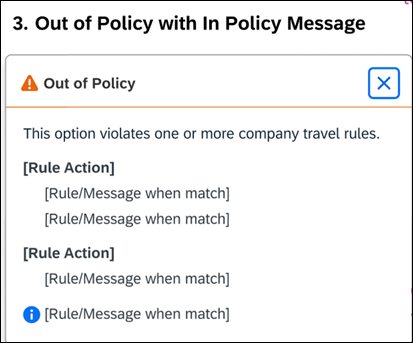 3. Out of Policy with In Policy Message
Out of Policy
This option violates one or more company travel rules.
[Rule Action]
[Rule/Message when match]
[Rule/Message when match]
[Rule Action]
[Rule/Message when match]
[Rule/Message when match]